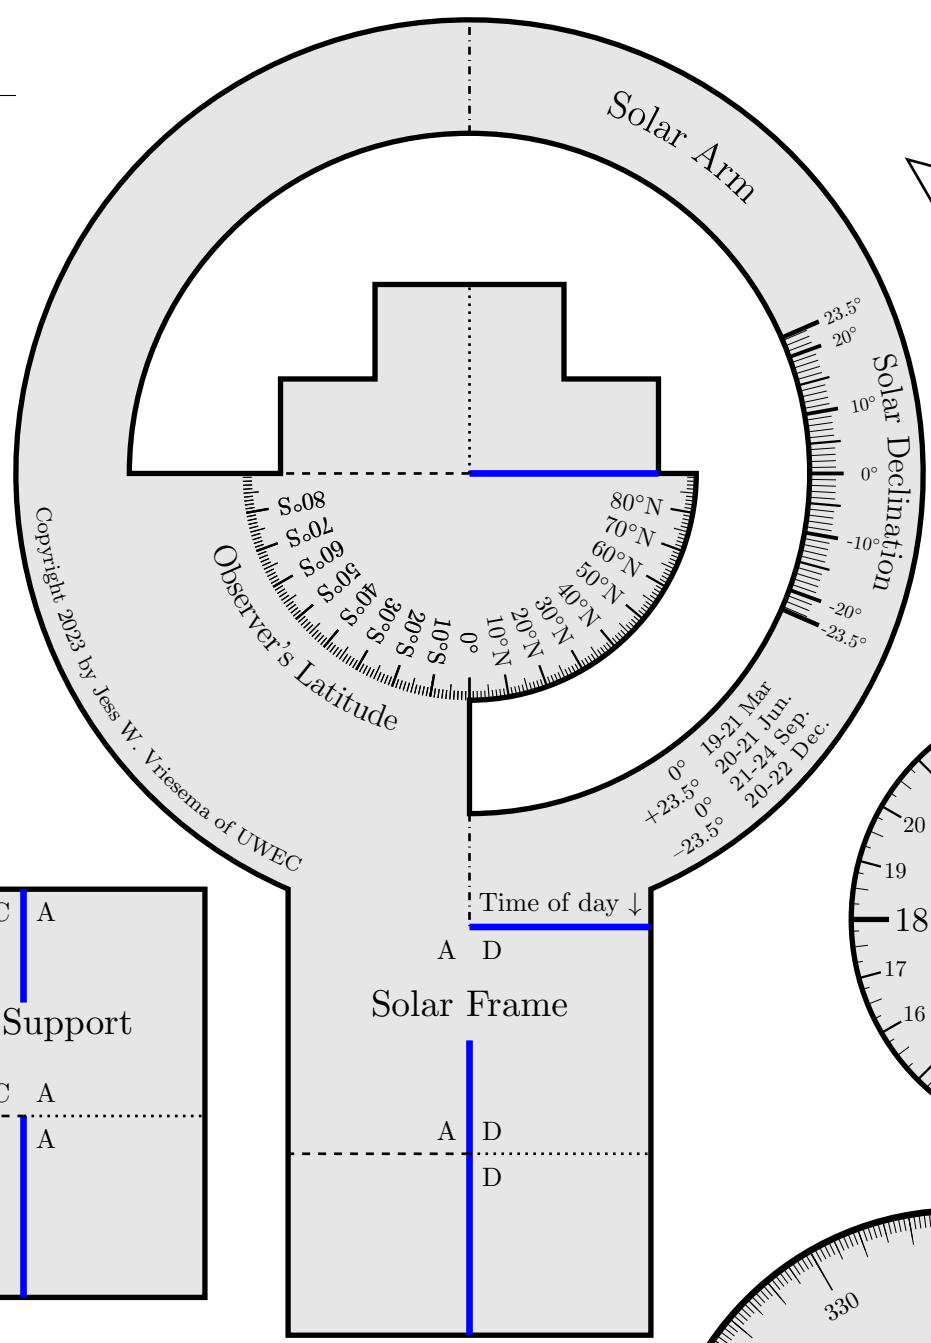 Solar Arm
23.5°
20°
10°
0°
-10°
-20°
-23.5°
Solar Declination
80°S
70°S
60°S
50°S
40°S
30°S
20°S
10°S
0°
10°N
20°N
30°N
40°N
50°N
60°N
70°N
80°N
Observer's Latitude
Copyright 2023 by Jess W. Vriesema of UWEC
0° 19-21 Mar
+23.5° 20-21 Jun.
0° 21-24 Sep.
–23.5° 20-22 Dec.
Time of day ↓
A D
Solar Frame
A D
D
C A
Support
C A
A
20
19
18
17
16
330